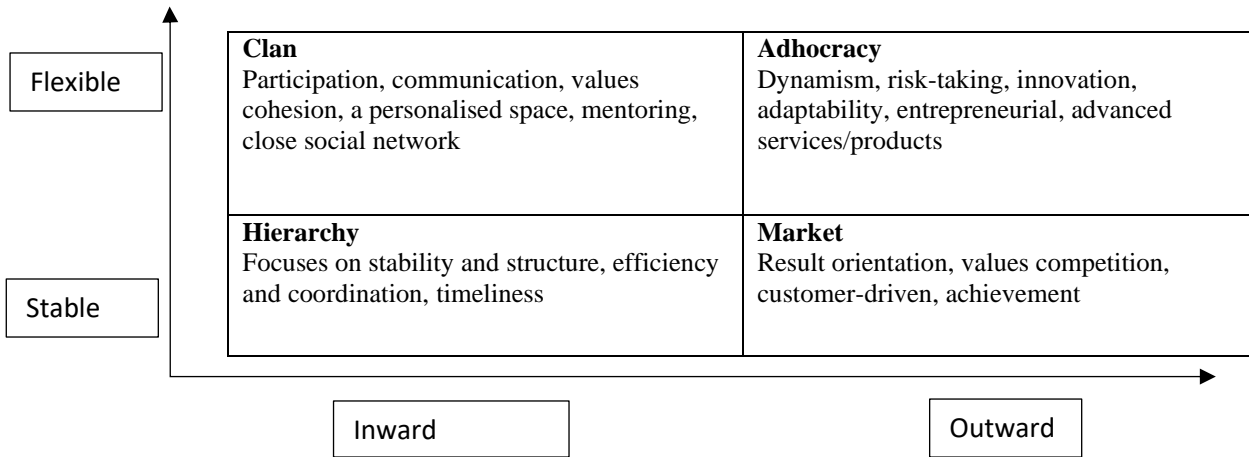 Flexible
Clan
Participation, communication, values
cohesion, a personalised space, mentoring,
close social network
Adhocracy
Dynamism, risk-taking, innovation,
adaptability, entrepreneurial, advanced
services/products
Stable
Hierarchy
Focuses on stability and structure, efficiency
and coordination, timeliness
Market
Result orientation, values competition,
customer-driven, achievement
Inward
Outward